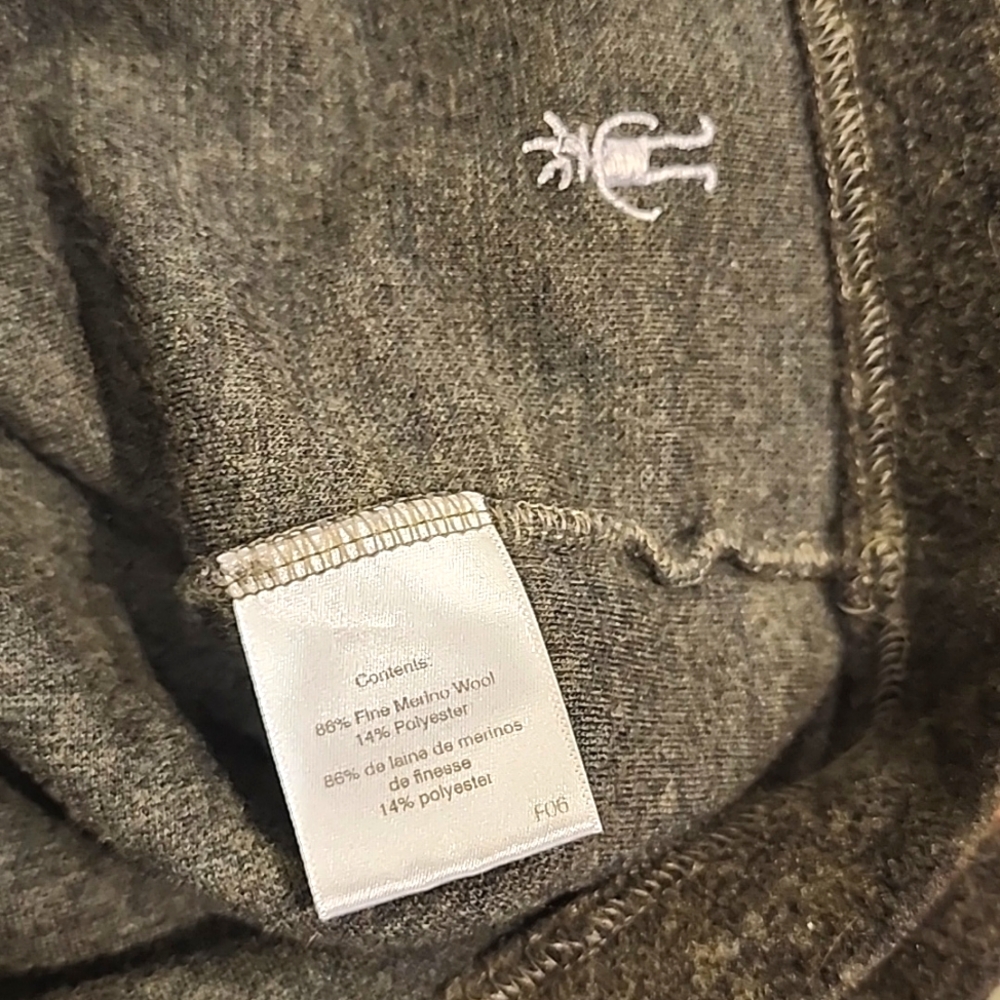 Contents:
86% Fine Merino Wool
14% Polyester
86% de laine de merinos
de finesse
14% polyester
F06